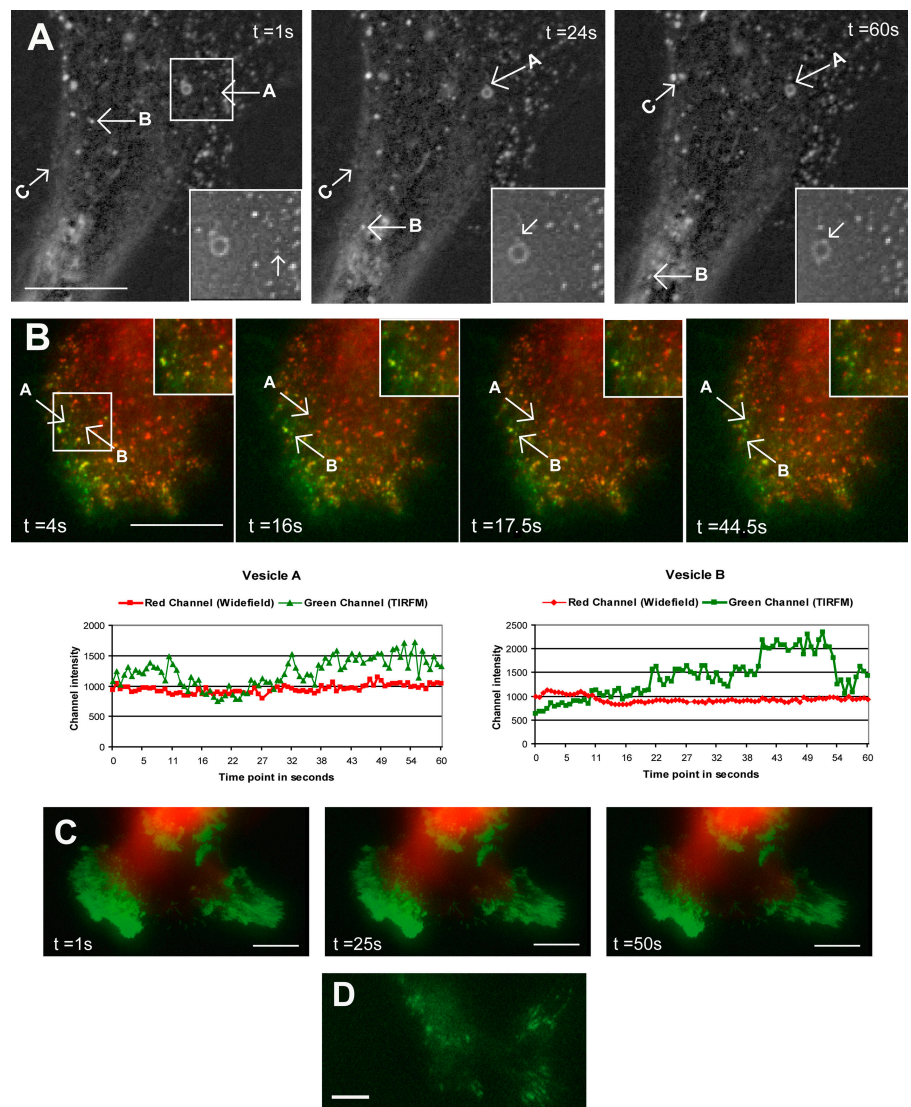 A
t =1s
A
B
C
t =24s
A
C
B
t =60s
A
C
B
B
A
B
t =4s
A
B
t =16s
A
B
t =17.5s
A
B
t =44.5s
Vesicle A
Red Channel (Widefield) Green Channel (TIRFM)
Channel intensity
2000
1500
1000
500
0
0 5 11 16 22 27 32 38 43 49 54 60
Time point in seconds
Vesicle B
Red Channel (Widefield) Green Channel (TIRFM)
Channel intensity
2500
2000
1500
1000
500
0
0 5 11 16 22 27 32 38 43 49 54 60
Time point in seconds
C
t =1s
t =25s
t =50s
D